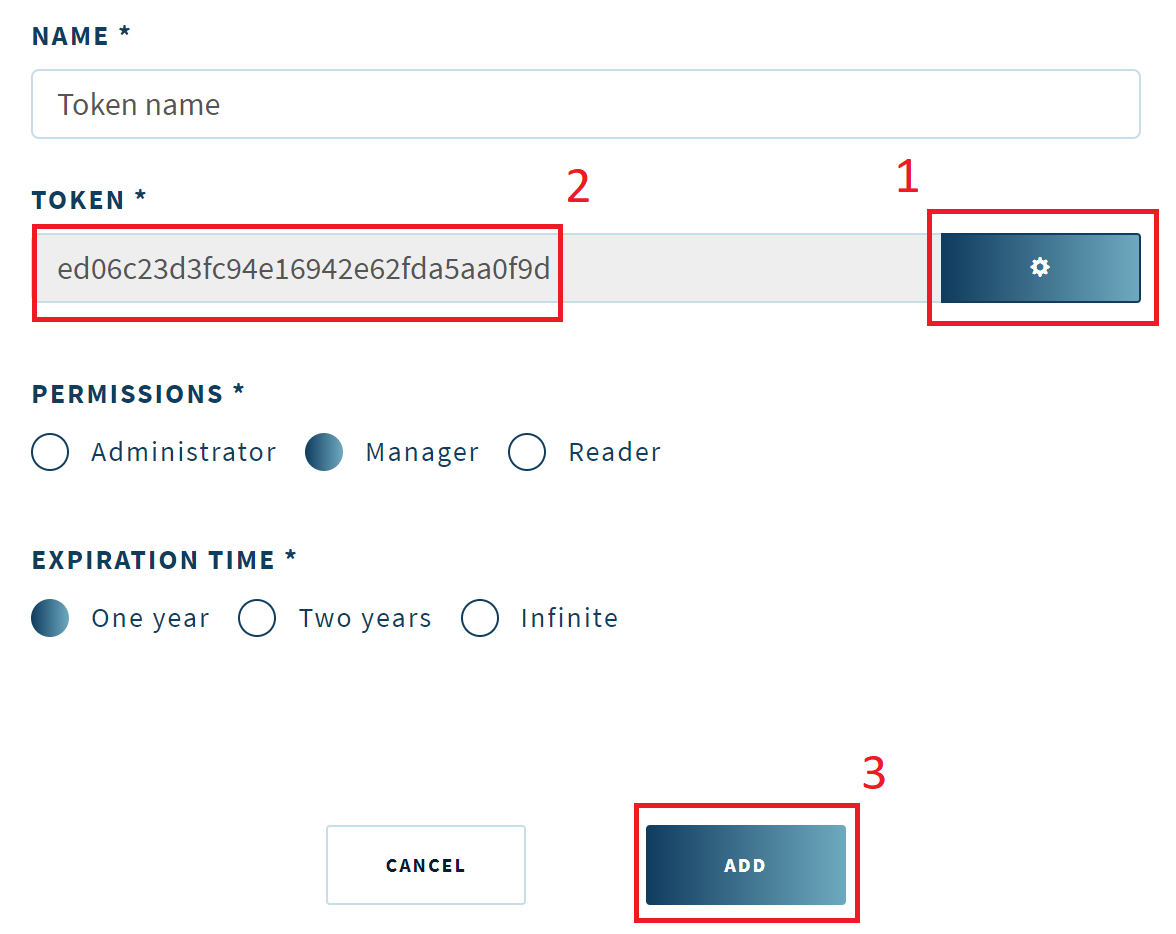 NAME *
Token name
1
TOKEN * 2
ed06c23d3fc94e16942e62fda5aa0f9d
PERMISSIONS *
Administrator Manager Reader
EXPIRATION TIME *
One year Two years Infinite
3
CANCEL ADD